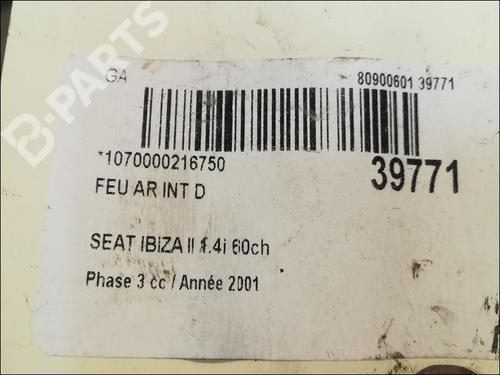 B-PARTS
GA
80900601 39771
*1070000216750
39771
FEU AR INT D
SEAT IBIZA II 1.4i 60ch
Phase 3 cc / Année 2001